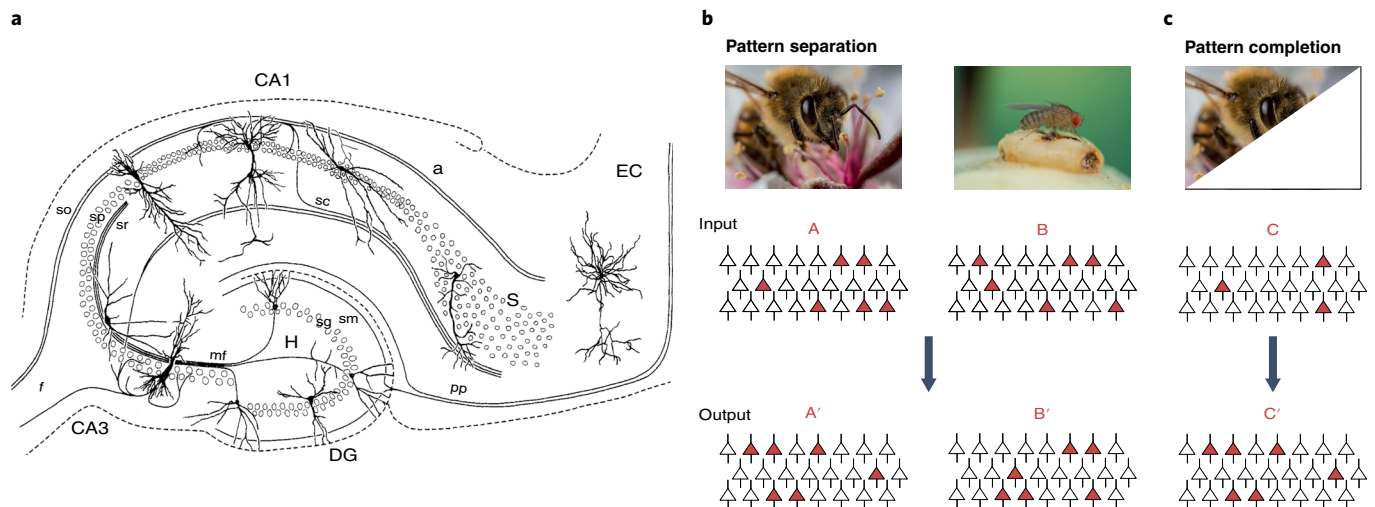 a
CA1
a
EC
so
sp
sr
sc
S
sg
sm
H
mf
f
pp
CA3
DG
b
Pattern separation
Input
A
B
Output
A′
B′
c
Pattern completion
C
C′